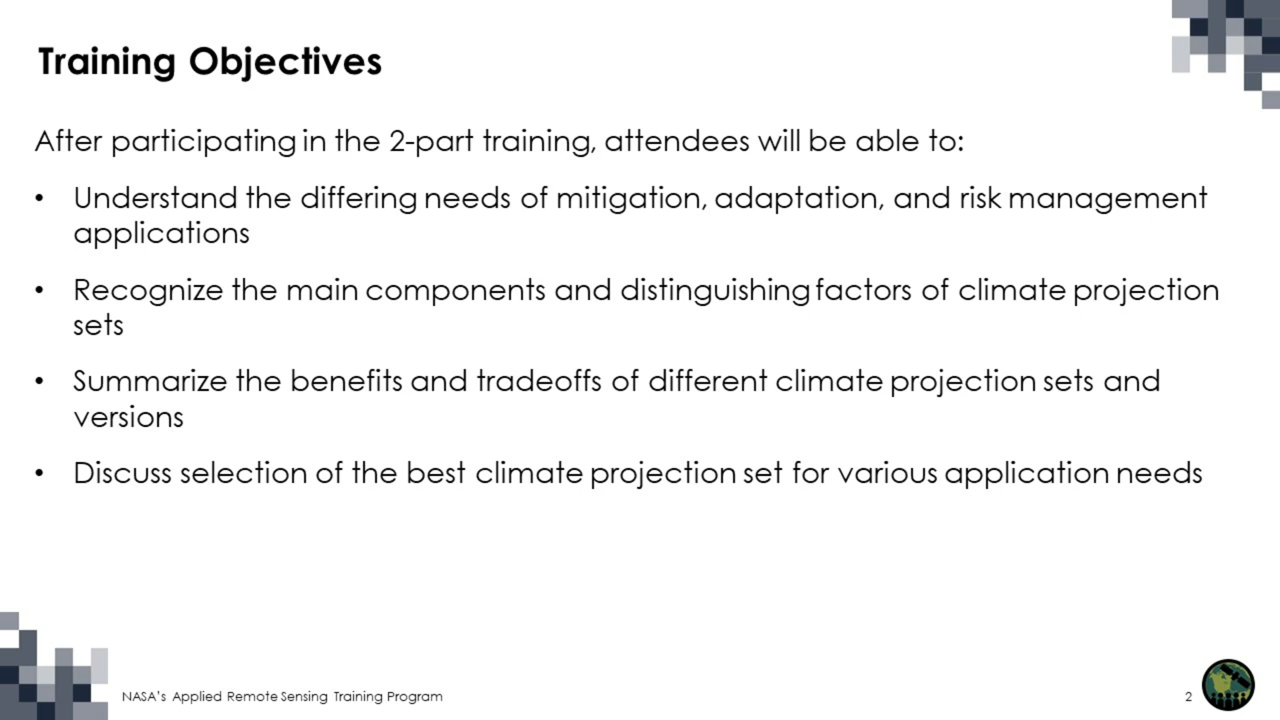 Training Objectives
After participating in the 2-part training, attendees will be able to:
• Understand the differing needs of mitigation, adaptation, and risk management
applications
• Recognize the main components and distinguishing factors of climate projection
sets
• Summarize the benefits and tradeoffs of different climate projection sets and
versions
• Discuss selection of the best climate projection set for various application needs
NASA's Applied Remote Sensing Training Program
2